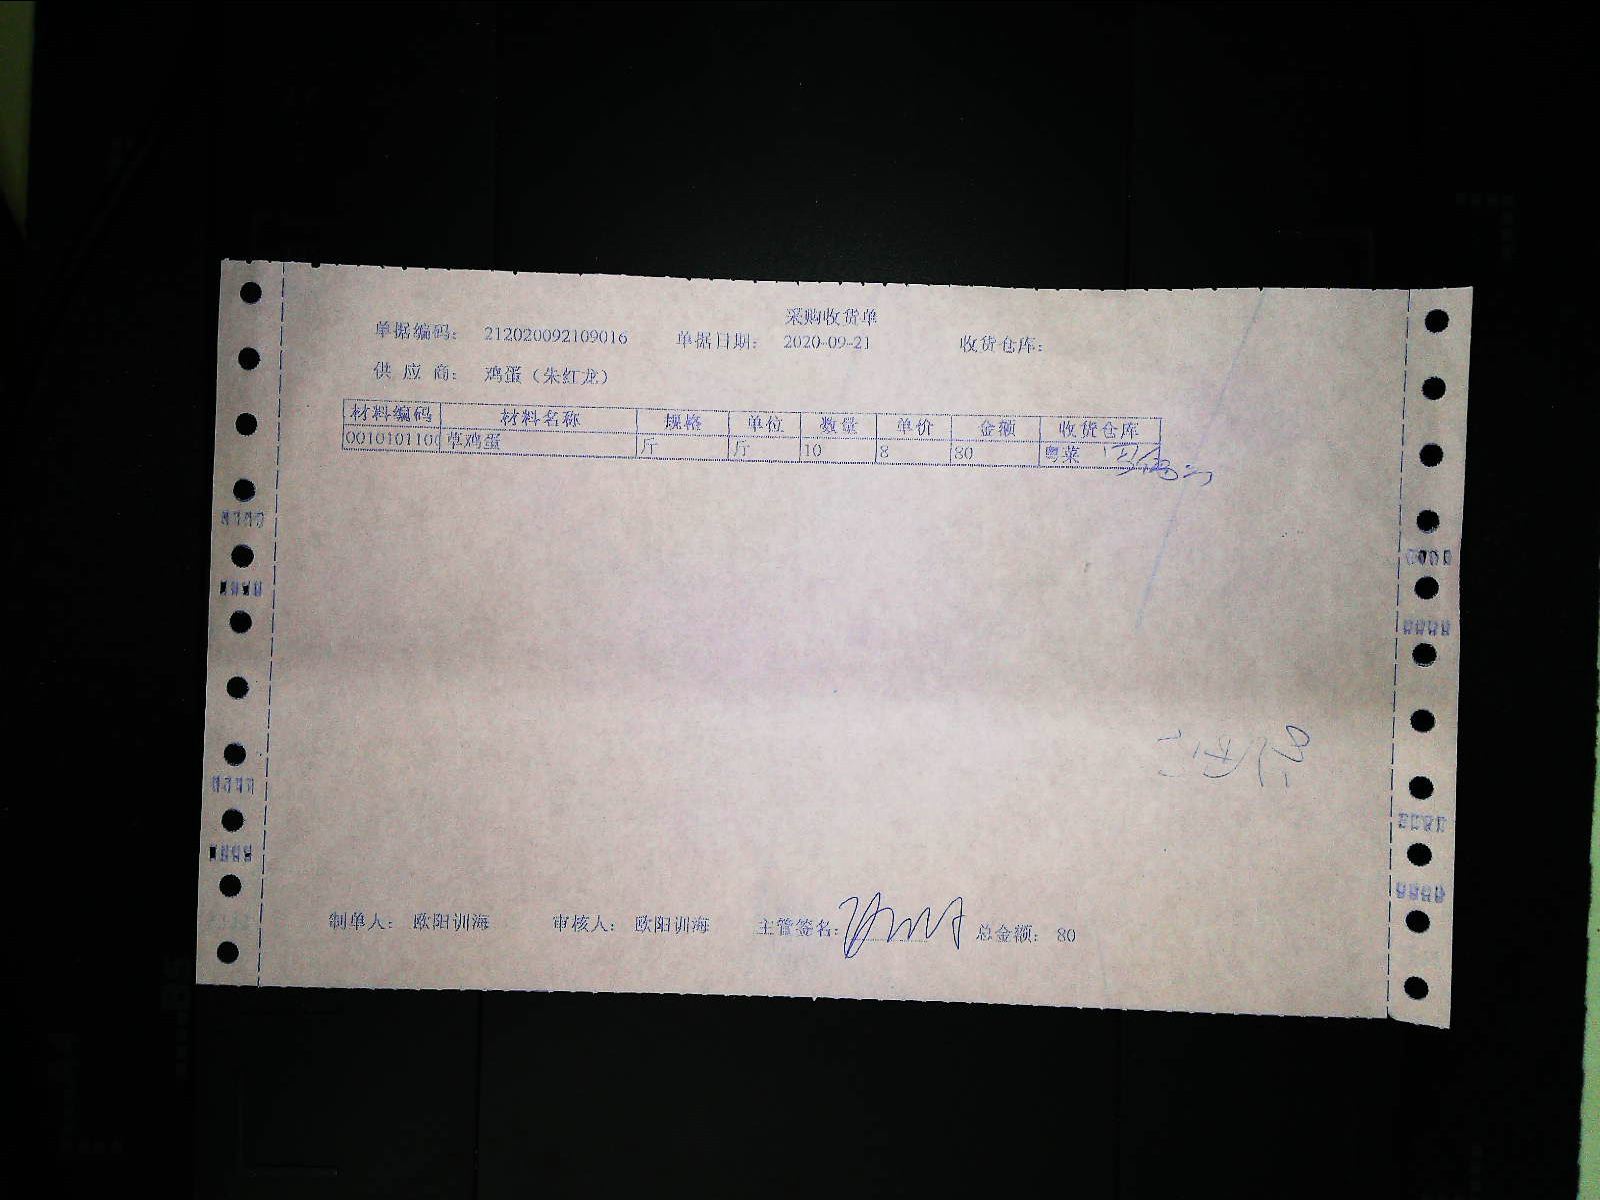 采购收货单
单据编码： 212020092109016 单据日期： 2020-09-21 收货仓库：
供 应 商： 鸡蛋（朱红龙）
材料编码 材料名称 规格 单位 数量 单价 金额 收货仓库
0010101100 草鸡蛋 斤 斤 10 8 80 粤菜
制单人： 欧阳训海 审核人： 欧阳训海 主管签名： 总金额： 80